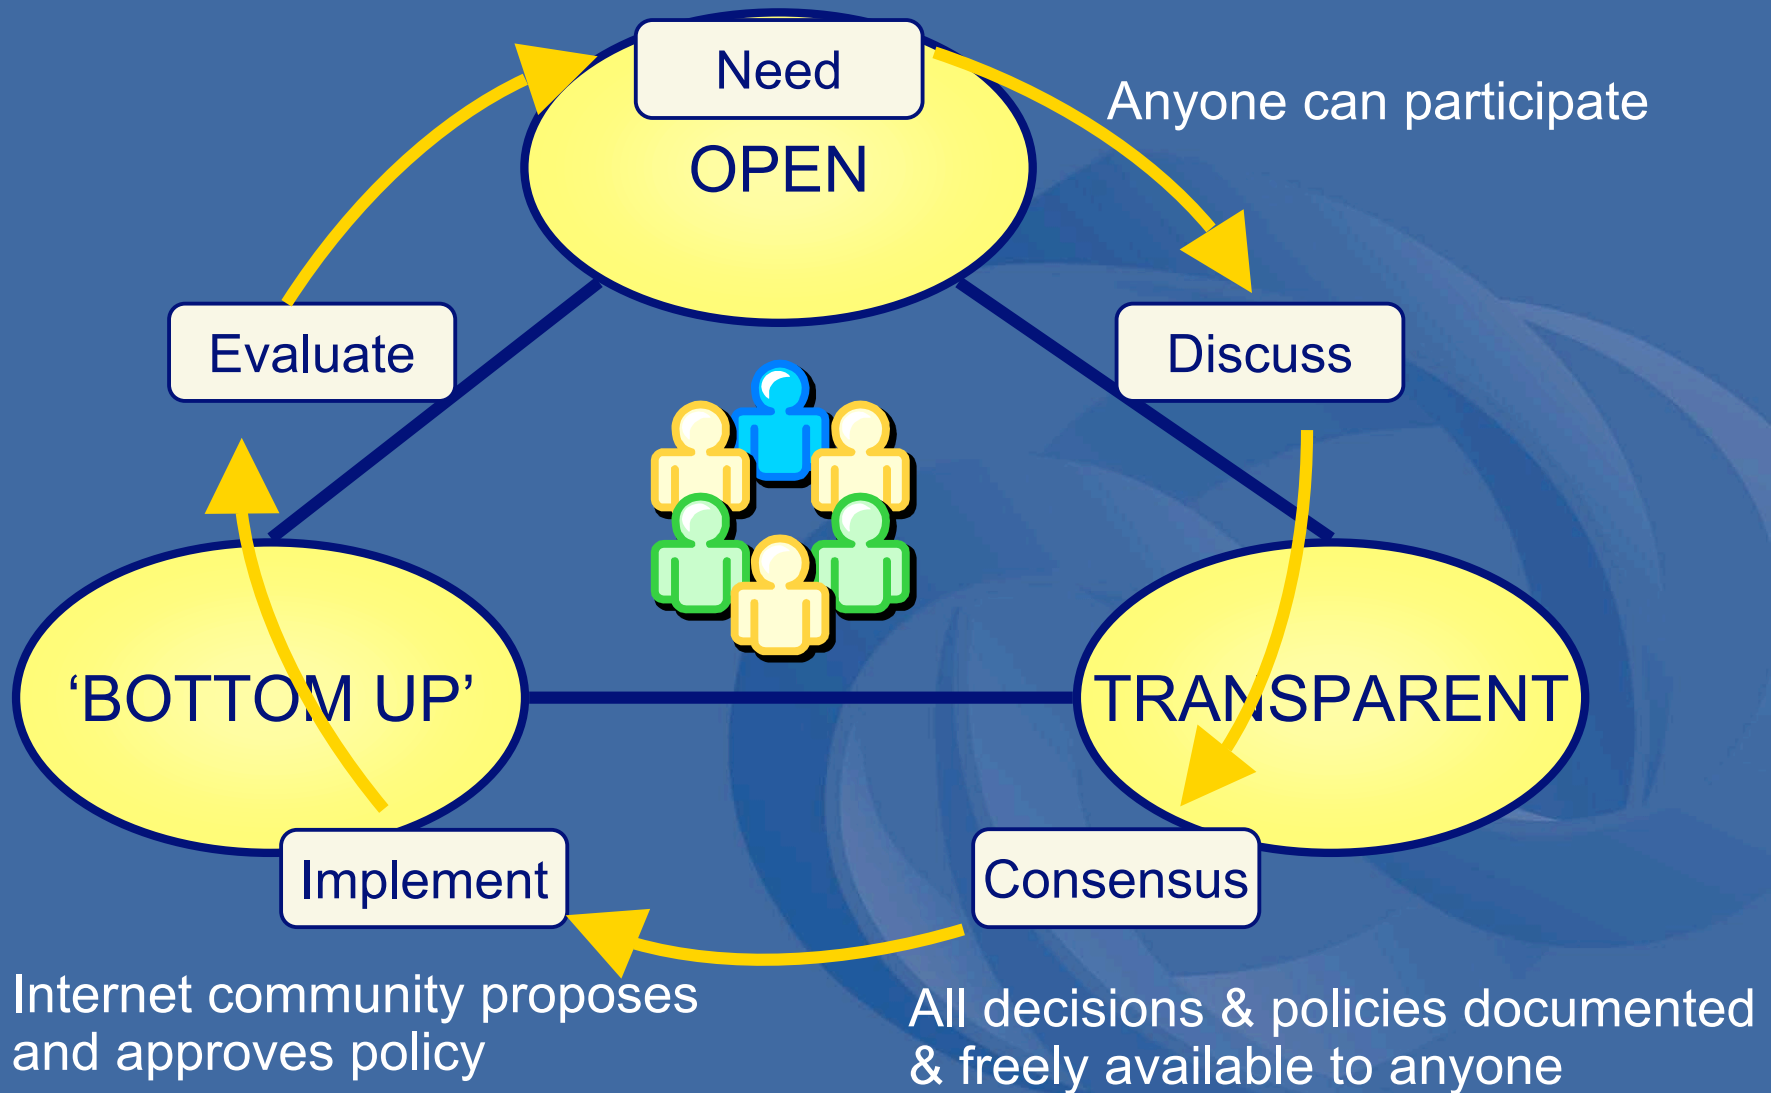 Need
OPEN
Anyone can participate
Evaluate
Discuss
‘BOTTOM UP’
TRANSPARENT
Implement
Consensus
Internet community proposes
and approves policy
All decisions & policies documented
& freely available to anyone